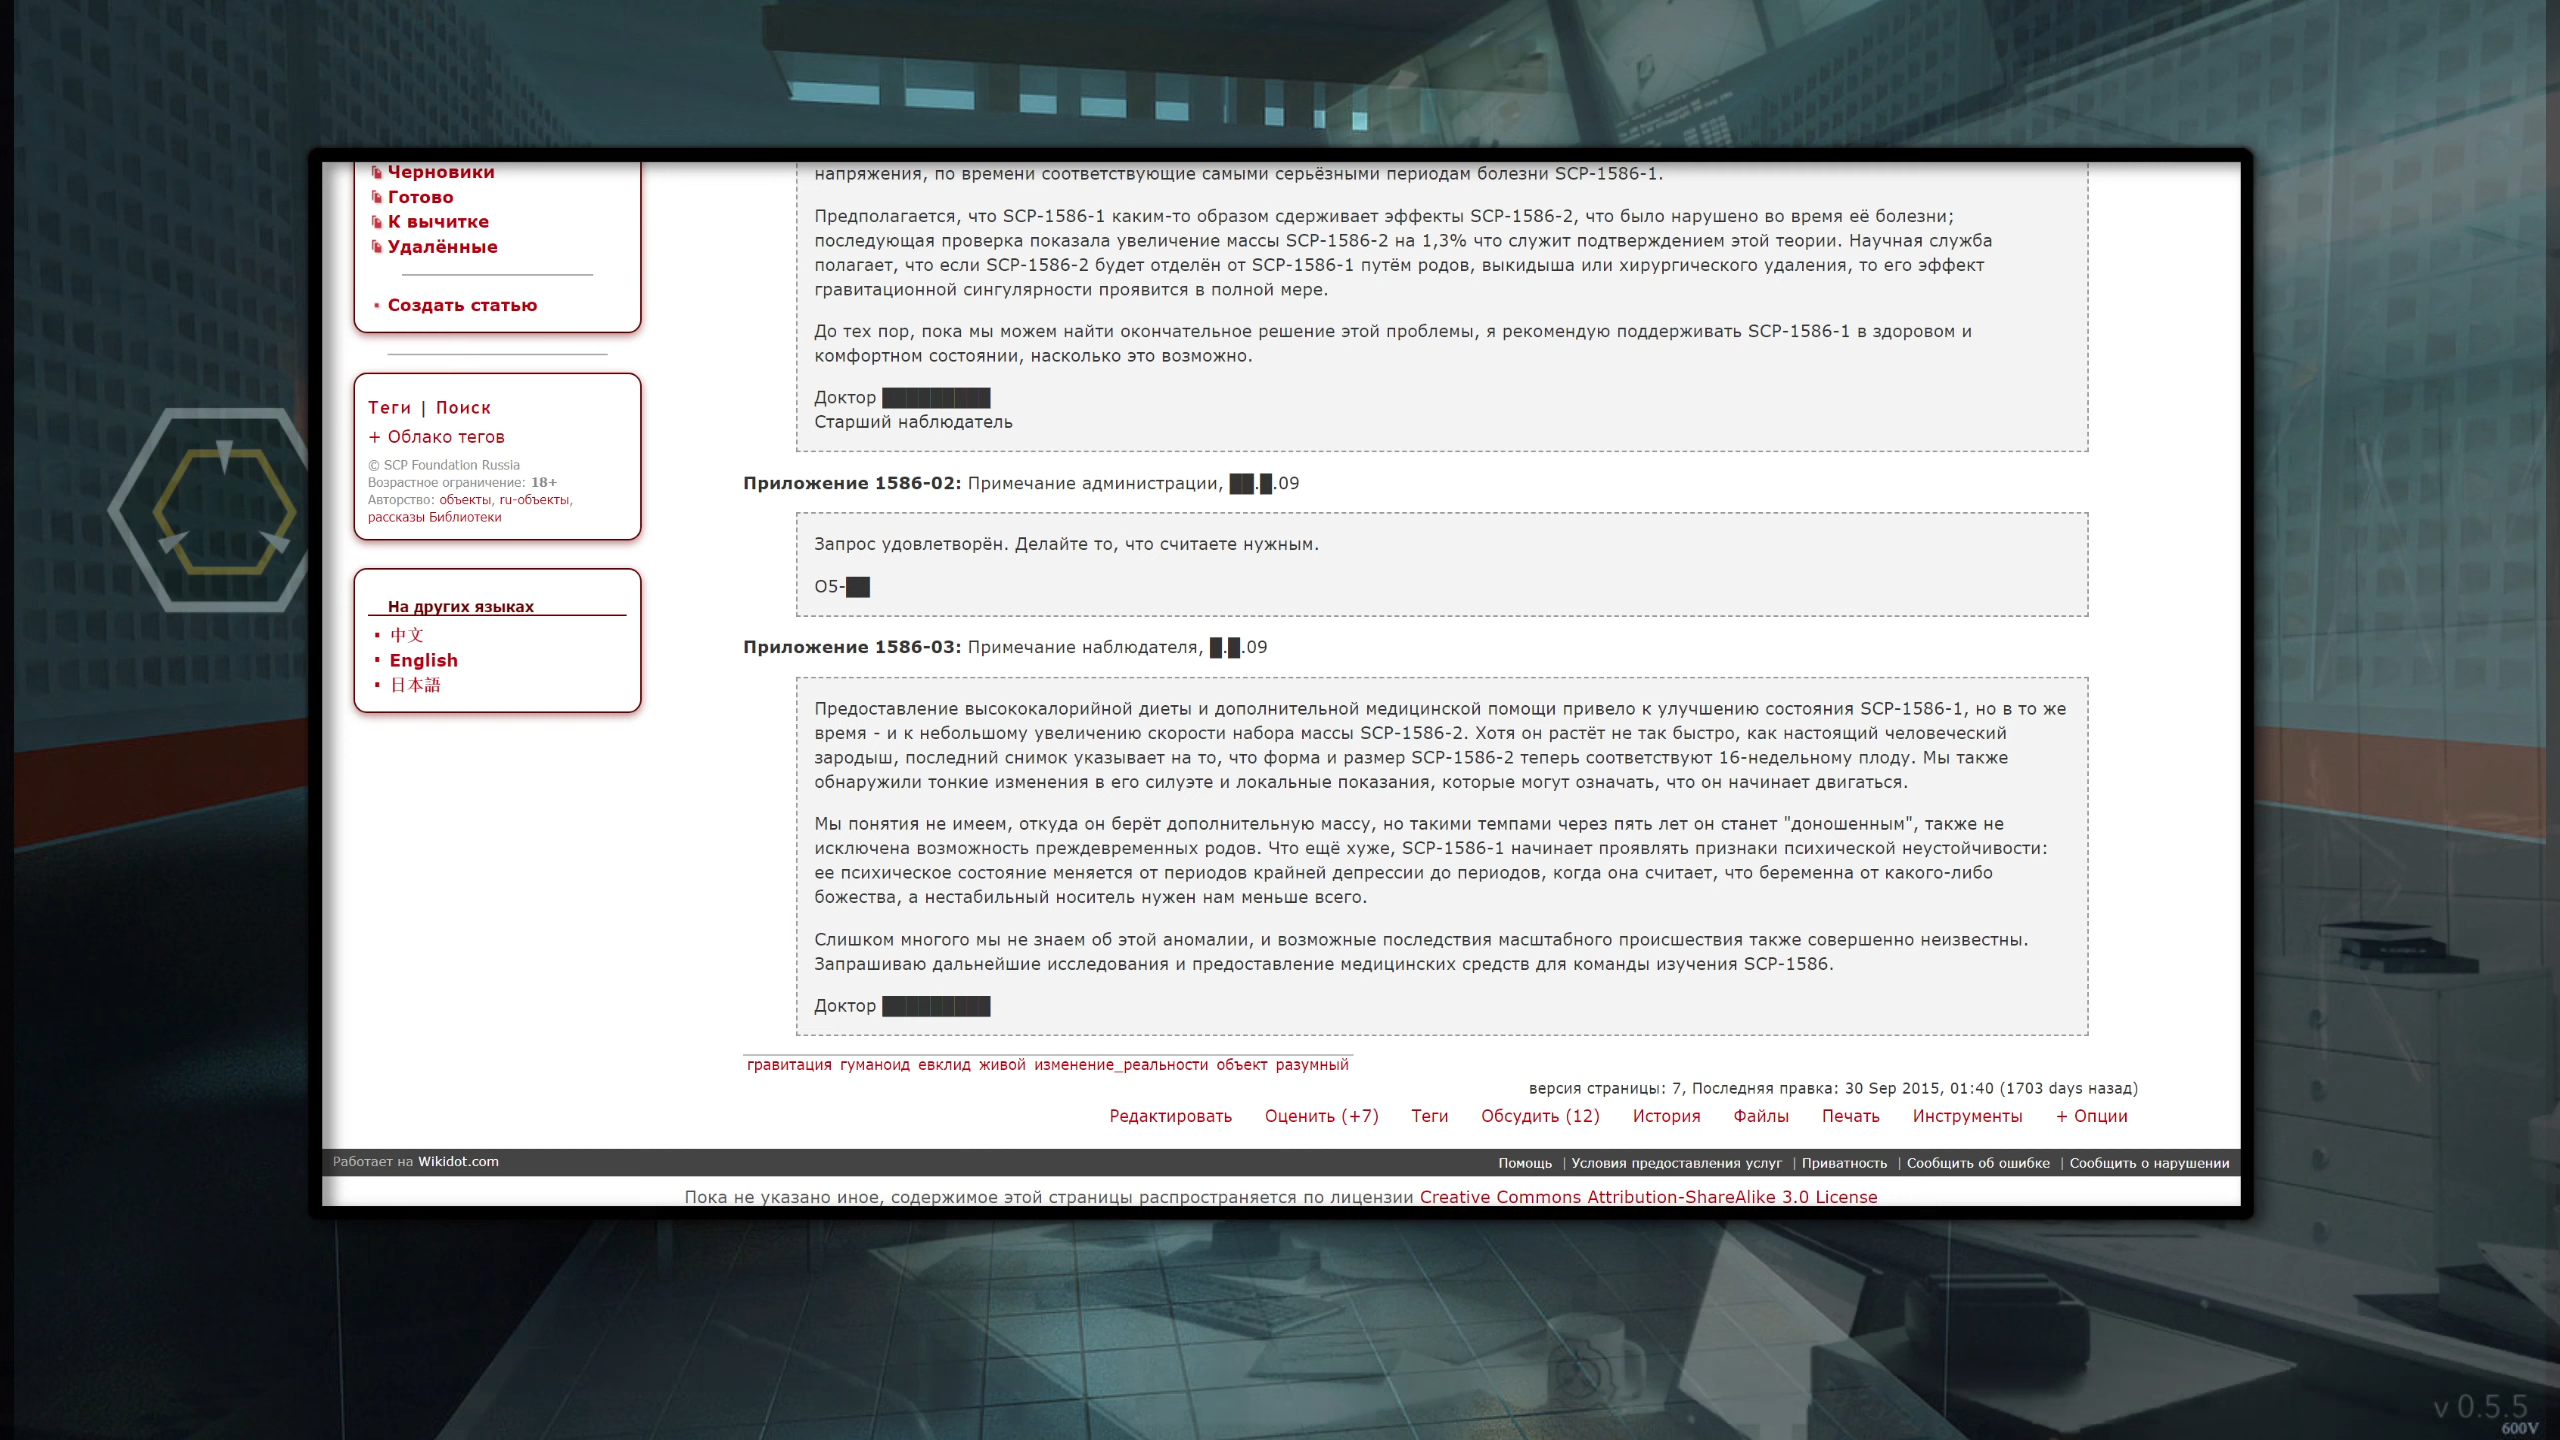 Черновики
Готово
К вычитке
Удалённые
Создать статью
Теги | Поиск
+ Облако тегов
© SCP Foundation Russia
Возрастное ограничение: 18+
Авторство: объекты, ru-объекты,
рассказы Библиотеки
На других языках
中文
English
日本語
напряжения, по времени соответствующие самыми серьёзными периодам болезни SCP-1586-1.
Предполагается, что SCP-1586-1 каким-то образом сдерживает эффекты SCP-1586-2, что было нарушено во время её болезни;
последующая проверка показала увеличение массы SCP-1586-2 на 1,3% что служит подтверждением этой теории. Научная служба
полагает, что если SCP-1586-2 будет отделён от SCP-1586-1 путём родов, выкидыша или хирургического удаления, то его эффект
гравитационной сингулярности проявится в полной мере.
До тех пор, пока мы можем найти окончательное решение этой проблемы, я рекомендую поддерживать SCP-1586-1 в здоровом и
комфортном состоянии, насколько это возможно.
Доктор █████████
Старший наблюдатель
Приложение 1586-02: Примечание администрации, ██.█.09
Запрос удовлетворён. Делайте то, что считаете нужным.
O5-██
Приложение 1586-03: Примечание наблюдателя, █.█.09
Предоставление высококалорийной диеты и дополнительной медицинской помощи привело к улучшению состояния SCP-1586-1, но в то же
время - и к небольшому увеличению скорости набора массы SCP-1586-2. Хотя он растёт не так быстро, как настоящий человеческий
зародыш, последний снимок указывает на то, что форма и размер SCP-1586-2 теперь соответствуют 16-недельному плоду. Мы также
обнаружили тонкие изменения в его силуэте и локальные показания, которые могут означать, что он начинает двигаться.
Мы понятия не имеем, откуда он берёт дополнительную массу, но такими темпами через пять лет он станет "доношенным", также не
исключена возможность преждевременных родов. Что ещё хуже, SCP-1586-1 начинает проявлять признаки психической неустойчивости:
ее психическое состояние меняется от периодов крайней депрессии до периодов, когда она считает, что беременна от какого-либо
божества, а нестабильный носитель нужен нам меньше всего.
Слишком многого мы не знаем об этой аномалии, и возможные последствия масштабного происшествия также совершенно неизвестны.
Запрашиваю дальнейшие исследования и предоставление медицинских средств для команды изучения SCP-1586.
Доктор █████████
гравитация гуманоид евклид живой изменение_реальности объект разумный
версия страницы: 7, Последняя правка: 30 Sep 2015, 01:40 (1703 days назад)
Редактировать Оценить (+7) Теги Обсудить (12) История Файлы Печать Инструменты + Опции
Работает на Wikidot.com
Помощь | Условия предоставления услуг | Приватность | Сообщить об ошибке | Сообщить о нарушении
Пока не указано иное, содержимое этой страницы распространяется по лицензии Creative Commons Attribution-ShareAlike 3.0 License
v 0.5.5
600V